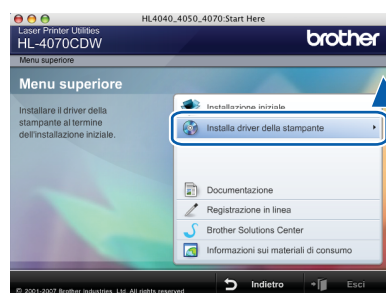 HL4040_4050_4070:Start Here
Laser Printer Utilities
HL-4070CDW
brother
Menu superiore
Menu superiore
Installare il driver della
stampante al termine
dell'installazione iniziale.
Installazione iniziale
Installa driver della stampante
Documentazione
Registrazione in linea
Brother Solutions Center
Informazioni sui materiali di consumo
© 2001-2007 Brother Industries, Ltd. All rights reserved
Indietro
Esci